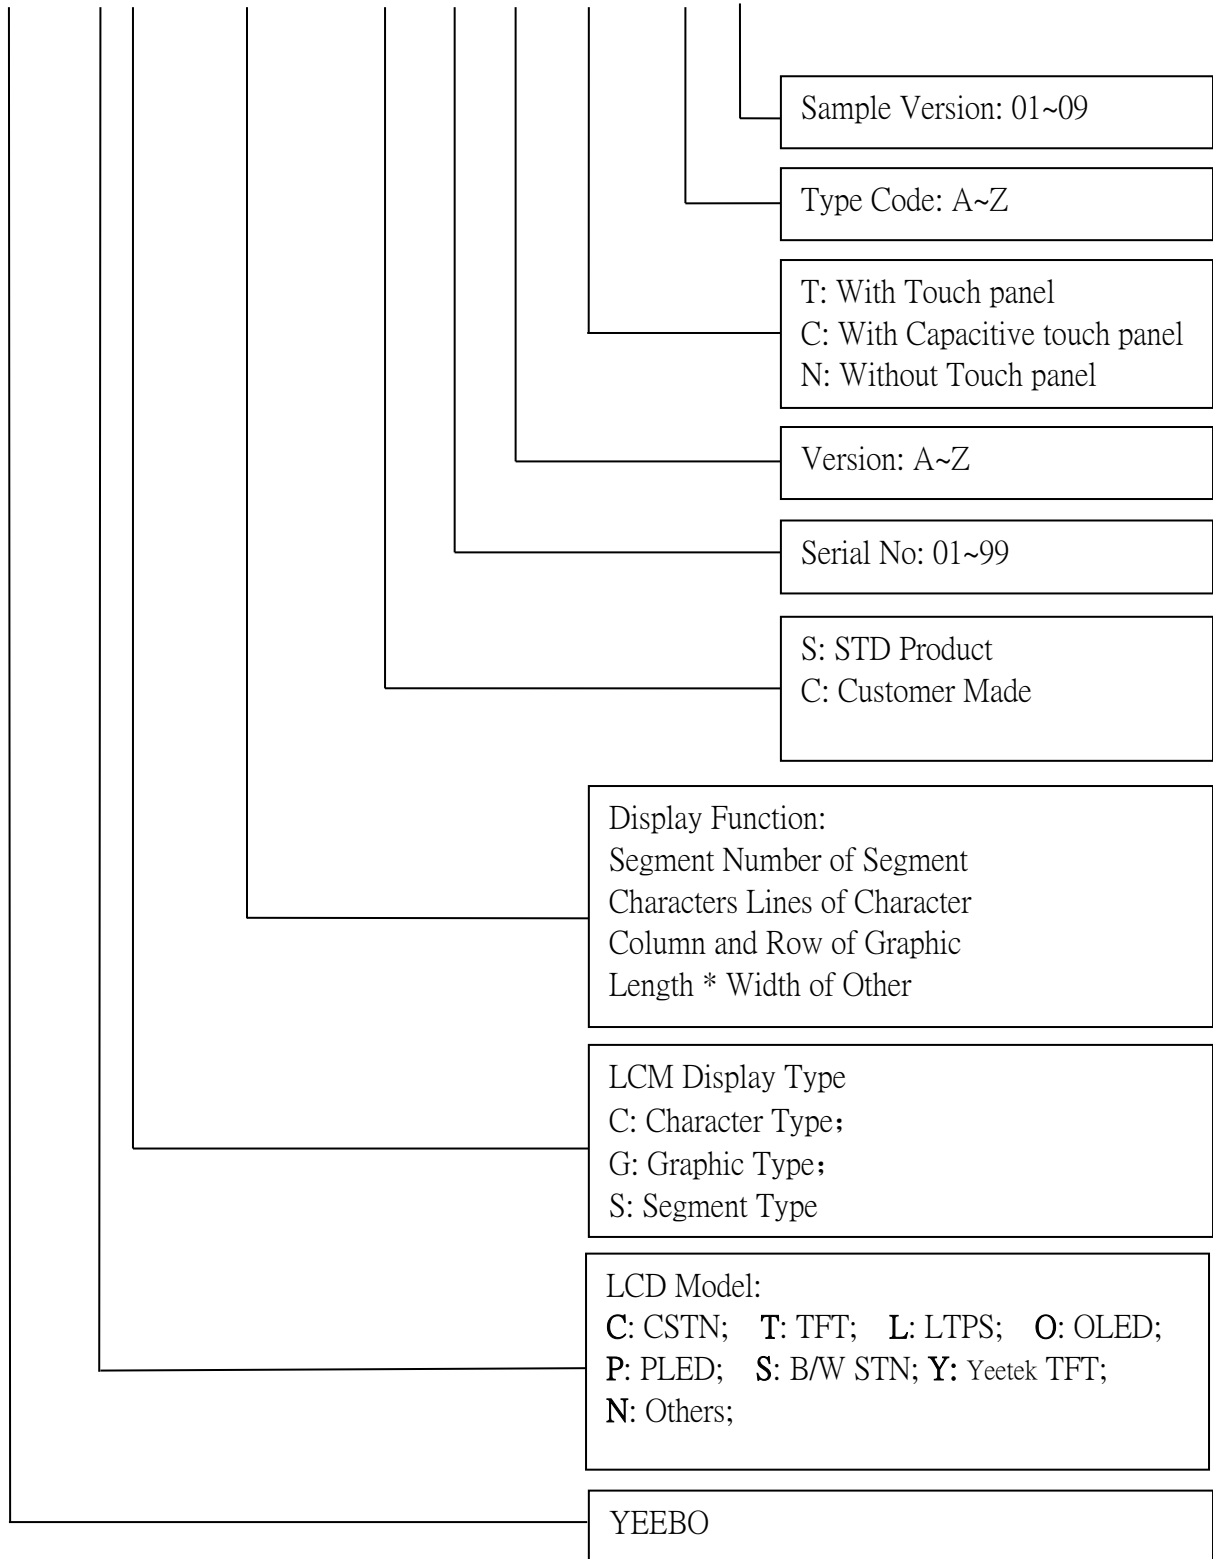 Sample Version: 01~09
Type Code: A~Z
T: With Touch panel
C: With Capacitive touch panel
N: Without Touch panel
Version: A~Z
Serial No: 01~99
S: STD Product
C: Customer Made
Display Function:
Segment Number of Segment
Characters Lines of Character
Column and Row of Graphic
Length * Width of Other
LCM Display Type
C: Character Type；
G: Graphic Type；
S: Segment Type
LCD Model:
C: CSTN; T: TFT; L: LTPS; O: OLED;
P: PLED; S: B/W STN; Y: Yeetek TFT;
N: Others;
YEEBO